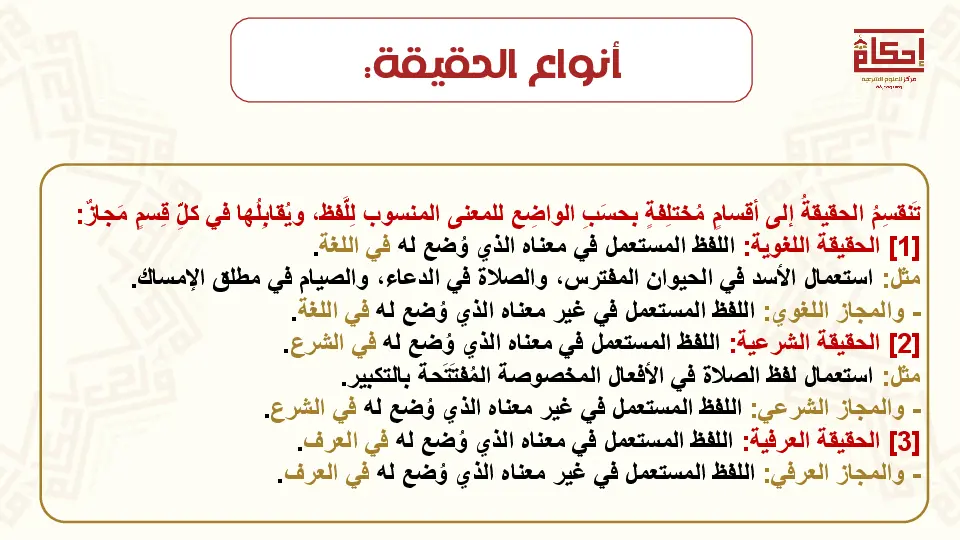 أنواع الحقيقة:
إحكام
مركز للعلوم الشرعية
تَنقسِمُ الحقيقةُ إلى أقسامٍ مُختلِفةٍ بحسَبِ الواضِع للمعنى المنسوب لِلَّفظ، ويُقابِلُها في كلِّ قِسمٍ مَجازٌ:
[1] الحقيقة اللغوية: اللفظ المستعمل في معناه الذي وُضع له في اللغة.
مثل: استعمال الأسد في الحيوان المفترس، والصلاة في الدعاء، والصيام في مطلق الإمساك.
- والمجاز اللغوي: اللفظ المستعمل في غير معناه الذي وُضع له في اللغة.
[2] الحقيقة الشرعية: اللفظ المستعمل في معناه الذي وُضع له في الشرع.
مثل: استعمال لفظ الصلاة في الأفعال المخصوصة المُفتَتَحة بالتكبير.
- والمجاز الشرعي: اللفظ المستعمل في غير معناه الذي وُضع له في الشرع.
[3] الحقيقة العرفية: اللفظ المستعمل في معناه الذي وُضع له في العرف.
- والمجاز العرفي: اللفظ المستعمل في غير معناه الذي وُضع له في العرف.